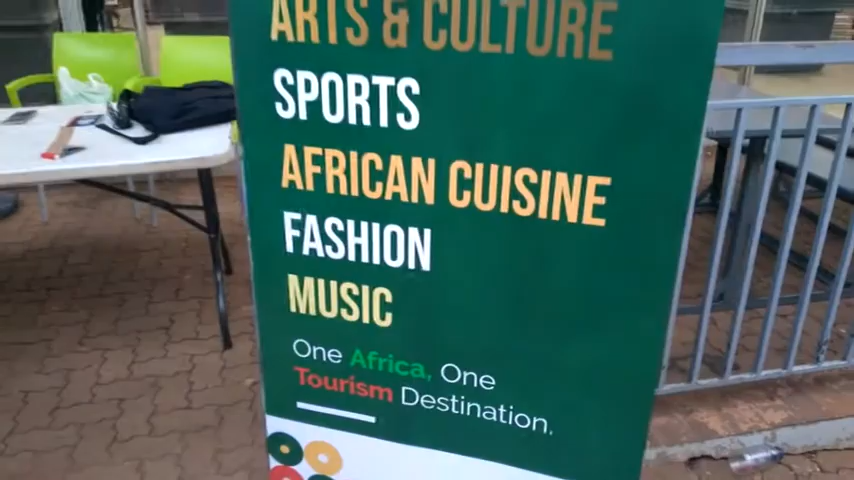 ARTS & CULTURE
SPORTS
AFRICAN CUISINE
FASHION
MUSIC
One Africa, One
Tourism Destination.